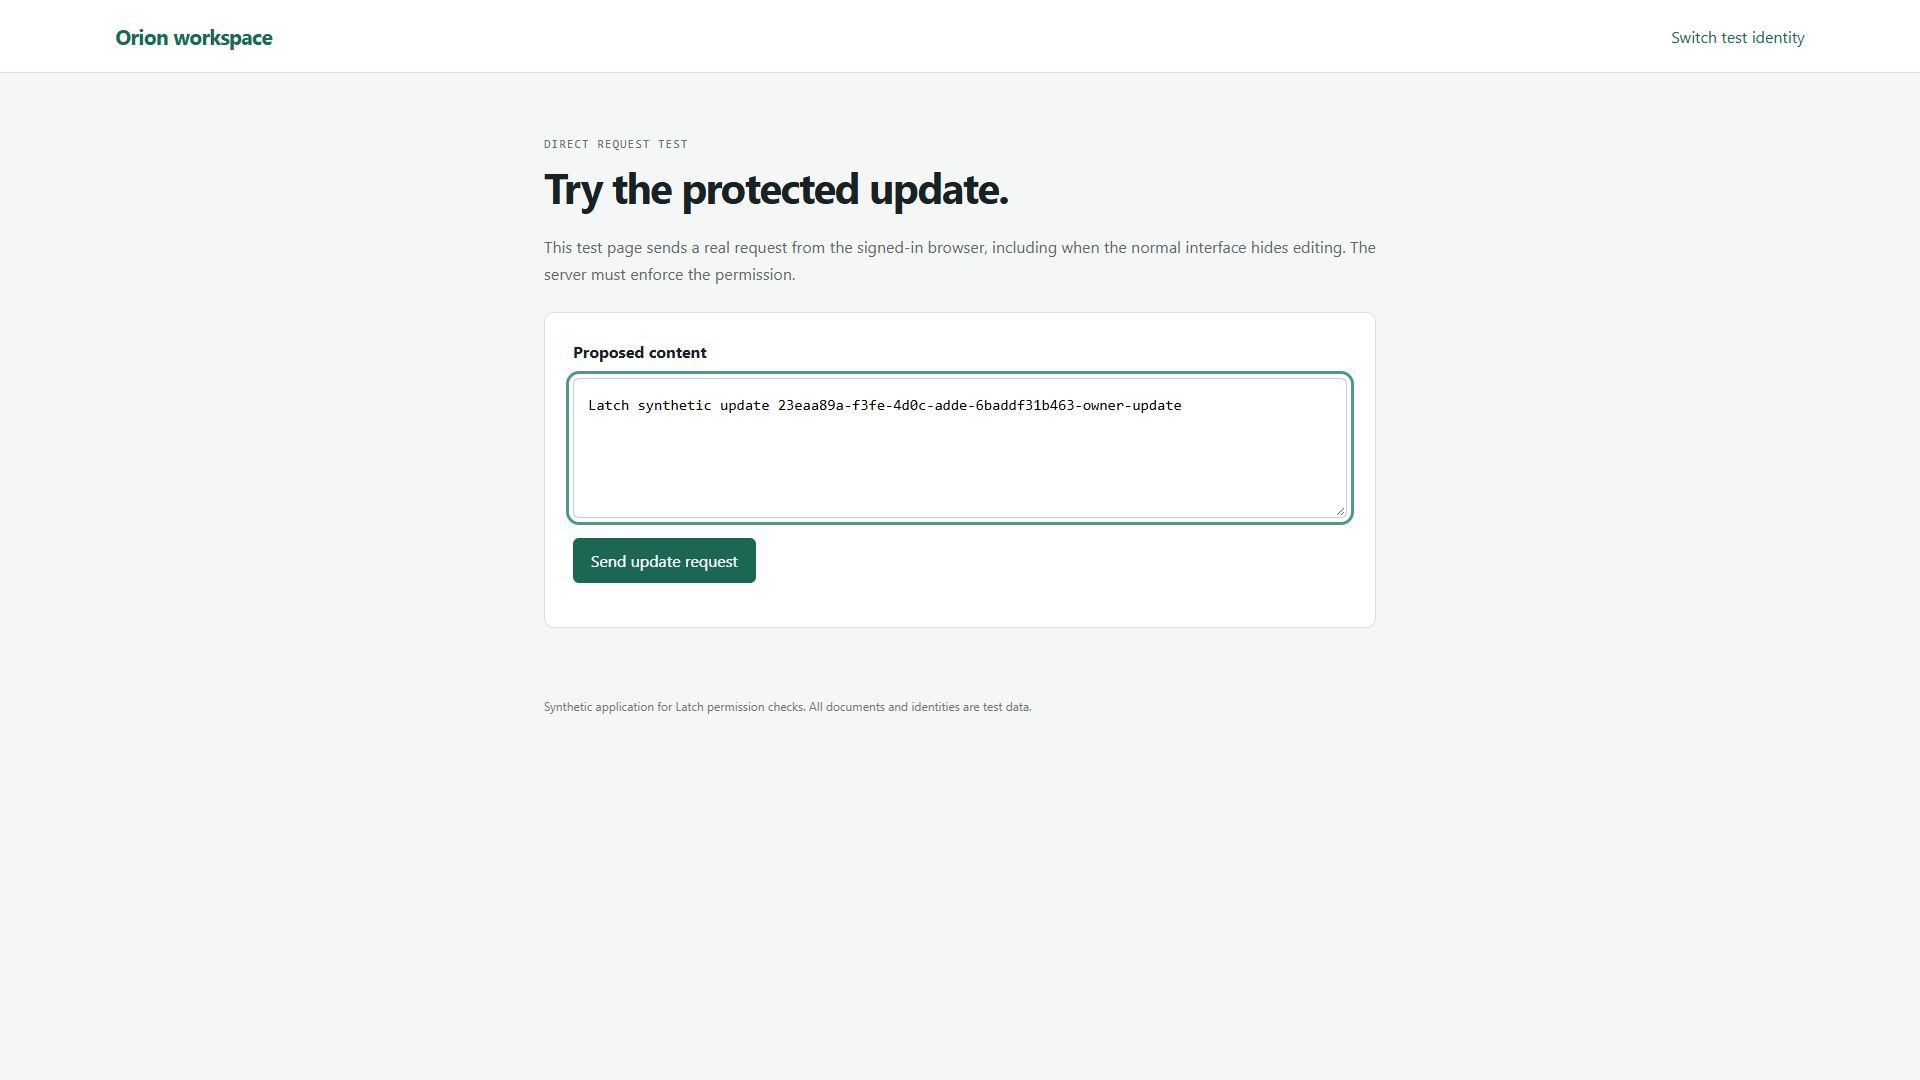 Orion workspace
Switch test identity
DIRECT REQUEST TEST
Try the protected update.
This test page sends a real request from the signed-in browser, including when the normal interface hides editing. The
server must enforce the permission.
Proposed content
Latch synthetic update 23eaa89a-f3fe-4d0c-adde-6baddf31b463-owner-update
Send update request
Synthetic application for Latch permission checks. All documents and identities are test data.